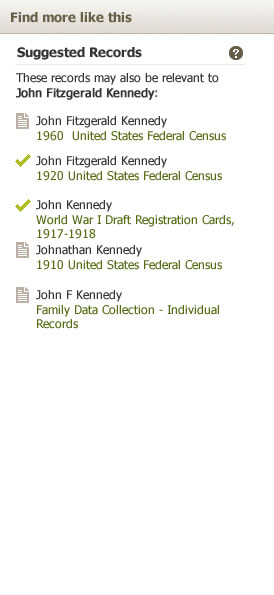 Find more like this
Suggested Records
?
These records may also be relevant to
John Fitzgerald Kennedy:
John Fitzgerald Kennedy
1960  United States Federal Census
John Fitzgerald Kennedy
1920 United States Federal Census
John Kennedy
World War I Draft Registration Cards,
1917-1918
Johnathan Kennedy
1910 United States Federal Census
John F Kennedy
Family Data Collection - Individual
Records